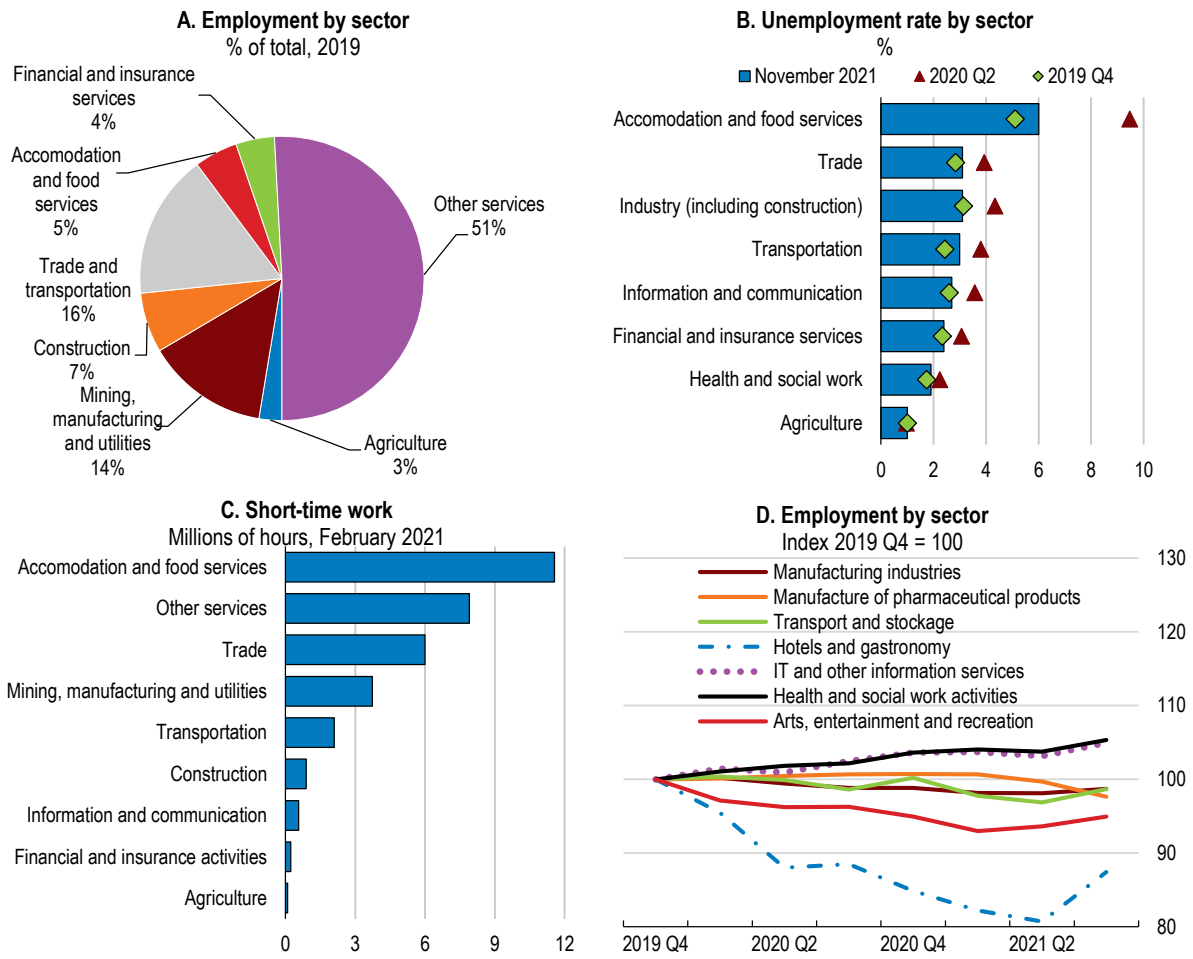 A. Employment by sector
% of total, 2019
Financial and insurance
services
4%
Accomodation
and food
services
5%
Trade and
transportation
16%
Construction
7%
Mining,
manufacturing
and utilities
14%
Other services
51%
Agriculture
3%
B. Unemployment rate by sector
%
November 2021
2020 Q2
2019 Q4
Accomodation and food services
Trade
Industry (including construction)
Transportation
Information and communication
Financial and insurance services
Health and social work
Agriculture
0 2 4 6 8 10
C. Short-time work
Millions of hours, February 2021
Accomodation and food services
Other services
Trade
Mining, manufacturing and utilities
Transportation
Construction
Information and communication
Financial and insurance activities
Agriculture
0 3 6 9 12
D. Employment by sector
Index 2019 Q4 = 100
Manufacturing industries
Manufacture of pharmaceutical products
Transport and stockage
Hotels and gastronomy
IT and other information services
Health and social work activities
Arts, entertainment and recreation
130
120
110
100
90
80
2019 Q4 2020 Q2 2020 Q4 2021 Q2